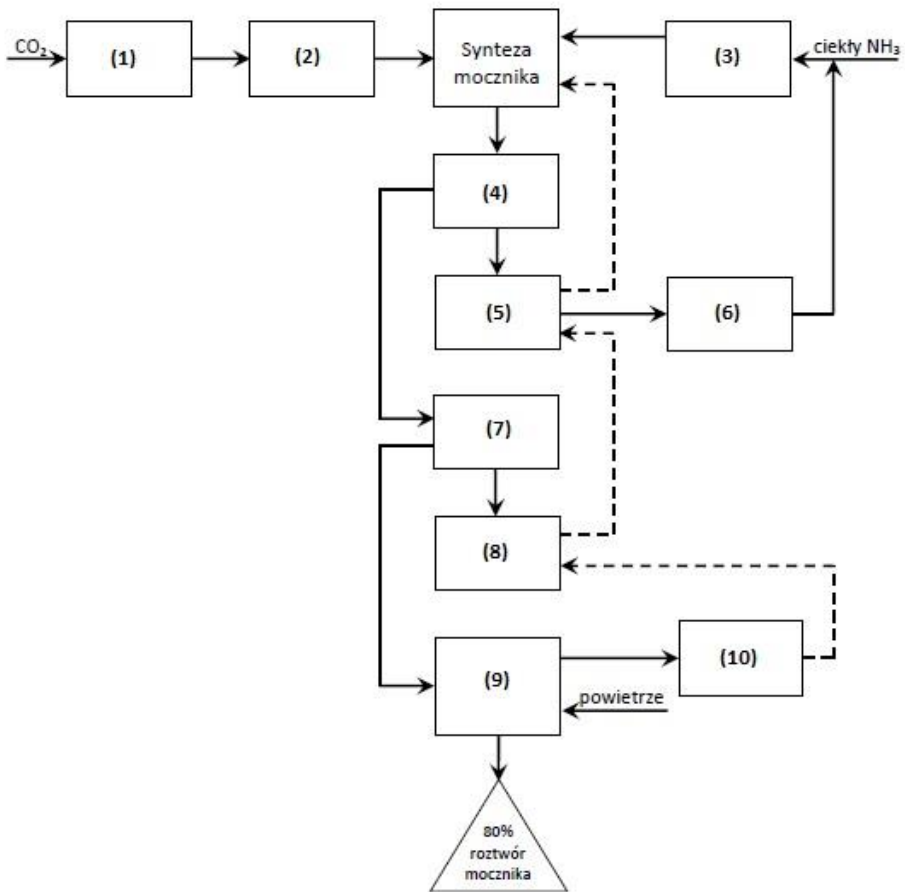 CO₂
(1)
(2)
Synteza
mocznika
(3)
ciekły NH₃
(4)
(5)
(6)
(7)
(8)
(9)
(10)
powietrze
80%
roztwór
mocznika